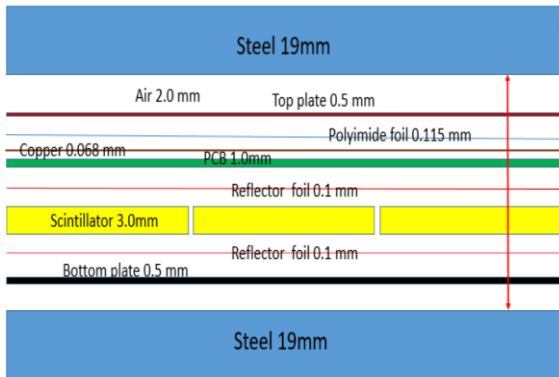 Steel 19mm
Air 2.0 mm
Top plate 0.5 mm
Polyimide foil 0.115 mm
Copper 0.068 mm
PCB 1.0mm
Reflector foil 0.1 mm
Scintillator 3.0mm
Reflector foil 0.1 mm
Bottom plate 0.5 mm
Steel 19mm